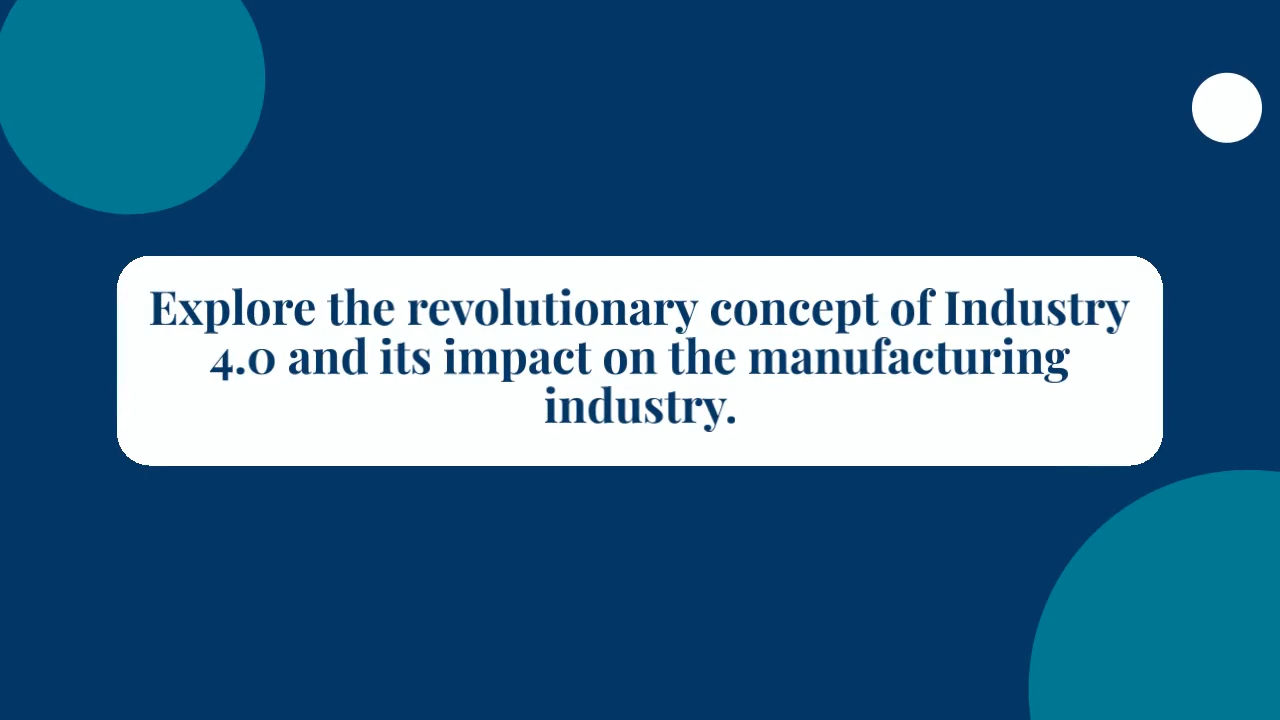 Explore the revolutionary concept of Industry
4.0 and its impact on the manufacturing
industry.